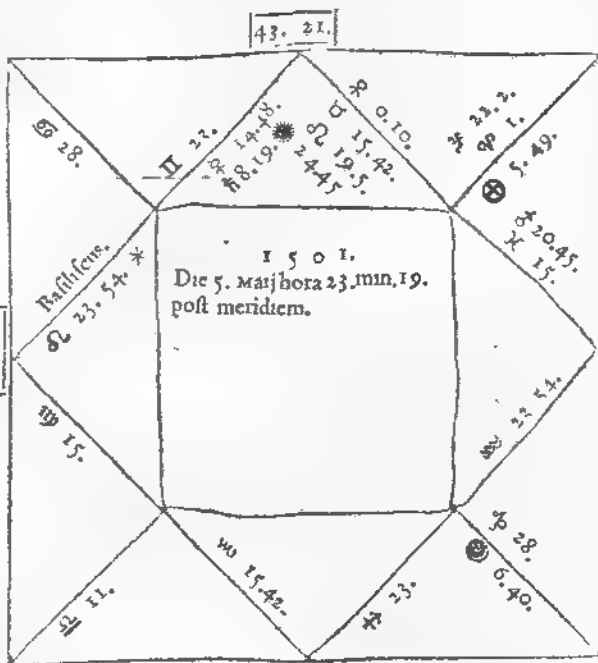 43. 21.
♋ 28.
♊ 23.
♀ 14.48.
♄ 8.19.
♉ ☿ 0.10.
☊ 15.42.
19.5.
24.45
♃ 22.2.
♈ 1.
⊕ 5.49.
♂ 20.45.
♓ 15.
Basiliscus.
♌ 23. 54. ✶
1 5 0 1.
Die 5. Maij hora 23. min, 19.
post meridiem.
♒ 22 54.
♍ 15.
♎ 11.
♏ 15.42.
♐ 23.
♑ 28.
6.40.